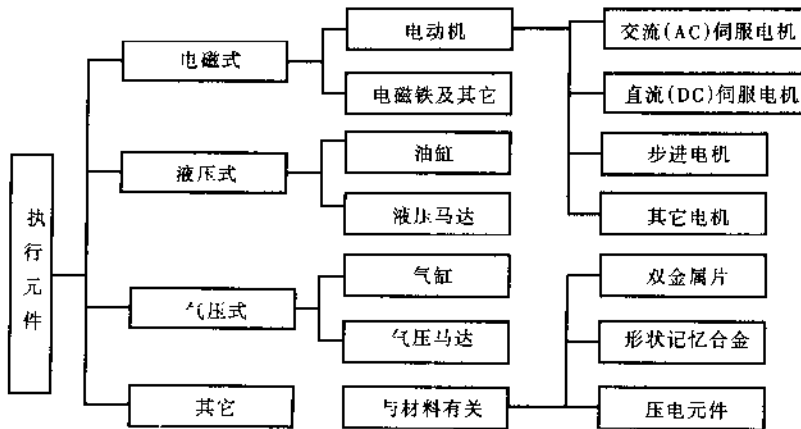 执行元件
电磁式
电动机
交流(AC)伺服电机
直流(DC)伺服电机
步进电机
其它电机
电磁铁及其它
液压式
油缸
液压马达
气压式
气缸
气压马达
其它
与材料有关
双金属片
形状记忆合金
压电元件